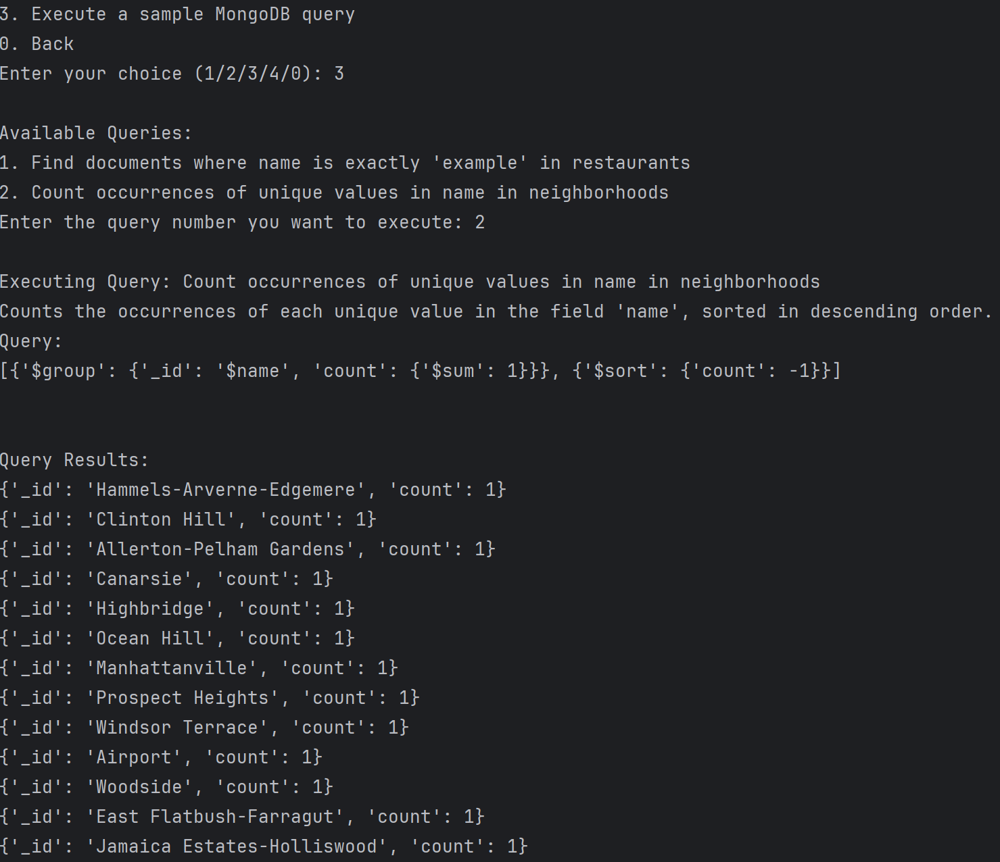 3. Execute a sample MongoDB query
0. Back
Enter your choice (1/2/3/4/0): 3
Available Queries:
1. Find documents where name is exactly 'example' in restaurants
2. Count occurrences of unique values in name in neighborhoods
Enter the query number you want to execute: 2
Executing Query: Count occurrences of unique values in name in neighborhoods
Counts the occurrences of each unique value in the field 'name', sorted in descending order.
Query:
[{'$group': {'_id': '$name', 'count': {'$sum': 1}}}, {'$sort': {'count': -1}}]
Query Results:
{'_id': 'Hammels-Arverne-Edgemere', 'count': 1}
{'_id': 'Clinton Hill', 'count': 1}
{'_id': 'Allerton-Pelham Gardens', 'count': 1}
{'_id': 'Canarsie', 'count': 1}
{'_id': 'Highbridge', 'count': 1}
{'_id': 'Ocean Hill', 'count': 1}
{'_id': 'Manhattanville', 'count': 1}
{'_id': 'Prospect Heights', 'count': 1}
{'_id': 'Windsor Terrace', 'count': 1}
{'_id': 'Airport', 'count': 1}
{'_id': 'Woodside', 'count': 1}
{'_id': 'East Flatbush-Farragut', 'count': 1}
{'_id': 'Jamaica Estates-Holliswood', 'count': 1}